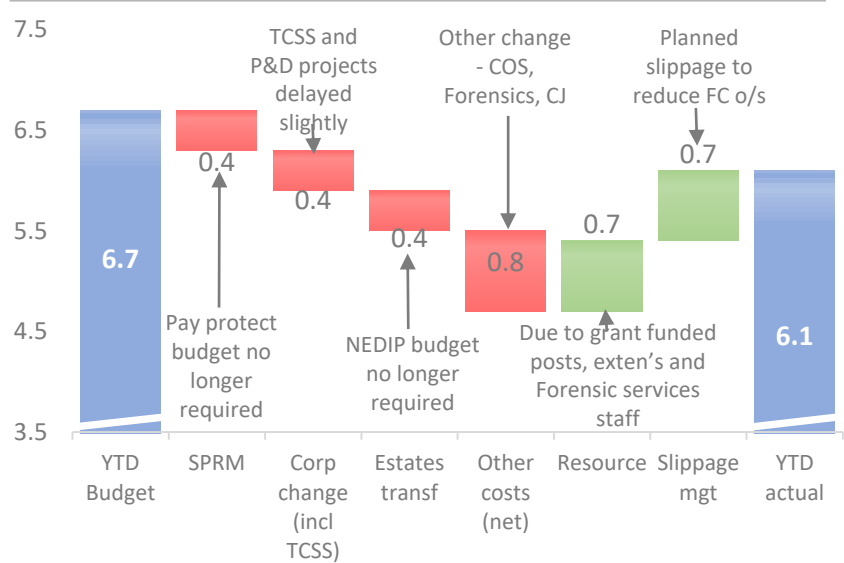 7.5
6.5
5.5
4.5
3.5
TCSS and
P&D projects
delayed
slightly
Other change
- COS,
Forensics, CJ
Planned
slippage to
reduce FC o/s
6.7
0.4
0.4
0.4
0.8
0.7
0.7
6.1
Pay protect
budget no
longer
required
NEDIP budget
no longer
required
Due to grant funded
posts, exten's and
Forensic services
staff
YTD
Budget
SPRM
Corp
change
(incl
TCSS)
Estates
transf
Other
costs
(net)
Resource
Slippage
mgt
YTD
actual